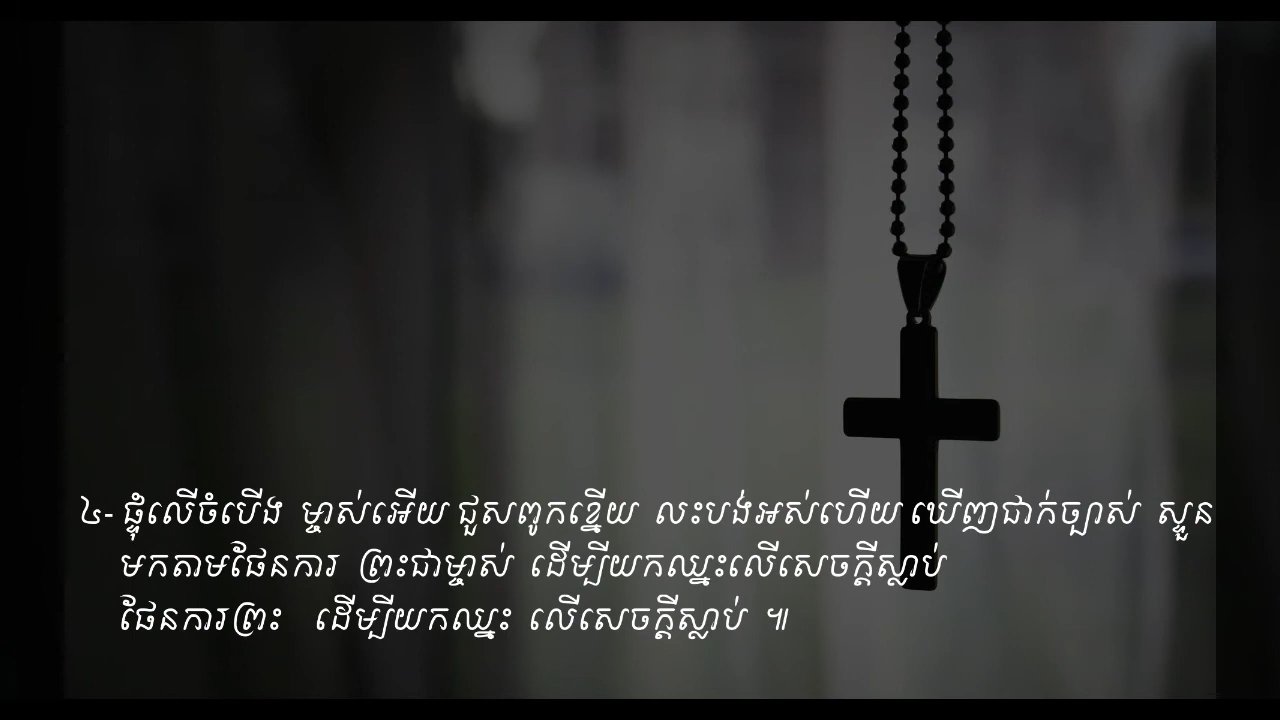 ៤- ផ្ទុំលើចំបើង ម្ចាស់អើយ ជួសពូកខ្នើយ លះបង់អស់ហើយ ឃើញជាក់ច្បាស់ ស្ទួន
មកតាមផែនការ ព្រះជាម្ចាស់ ដើម្បីយកឈ្នះលើសេចក្ដីស្លាប់
ផែនការព្រះ ដើម្បីយកឈ្នះ លើសេចក្ដីស្លាប់ ៕